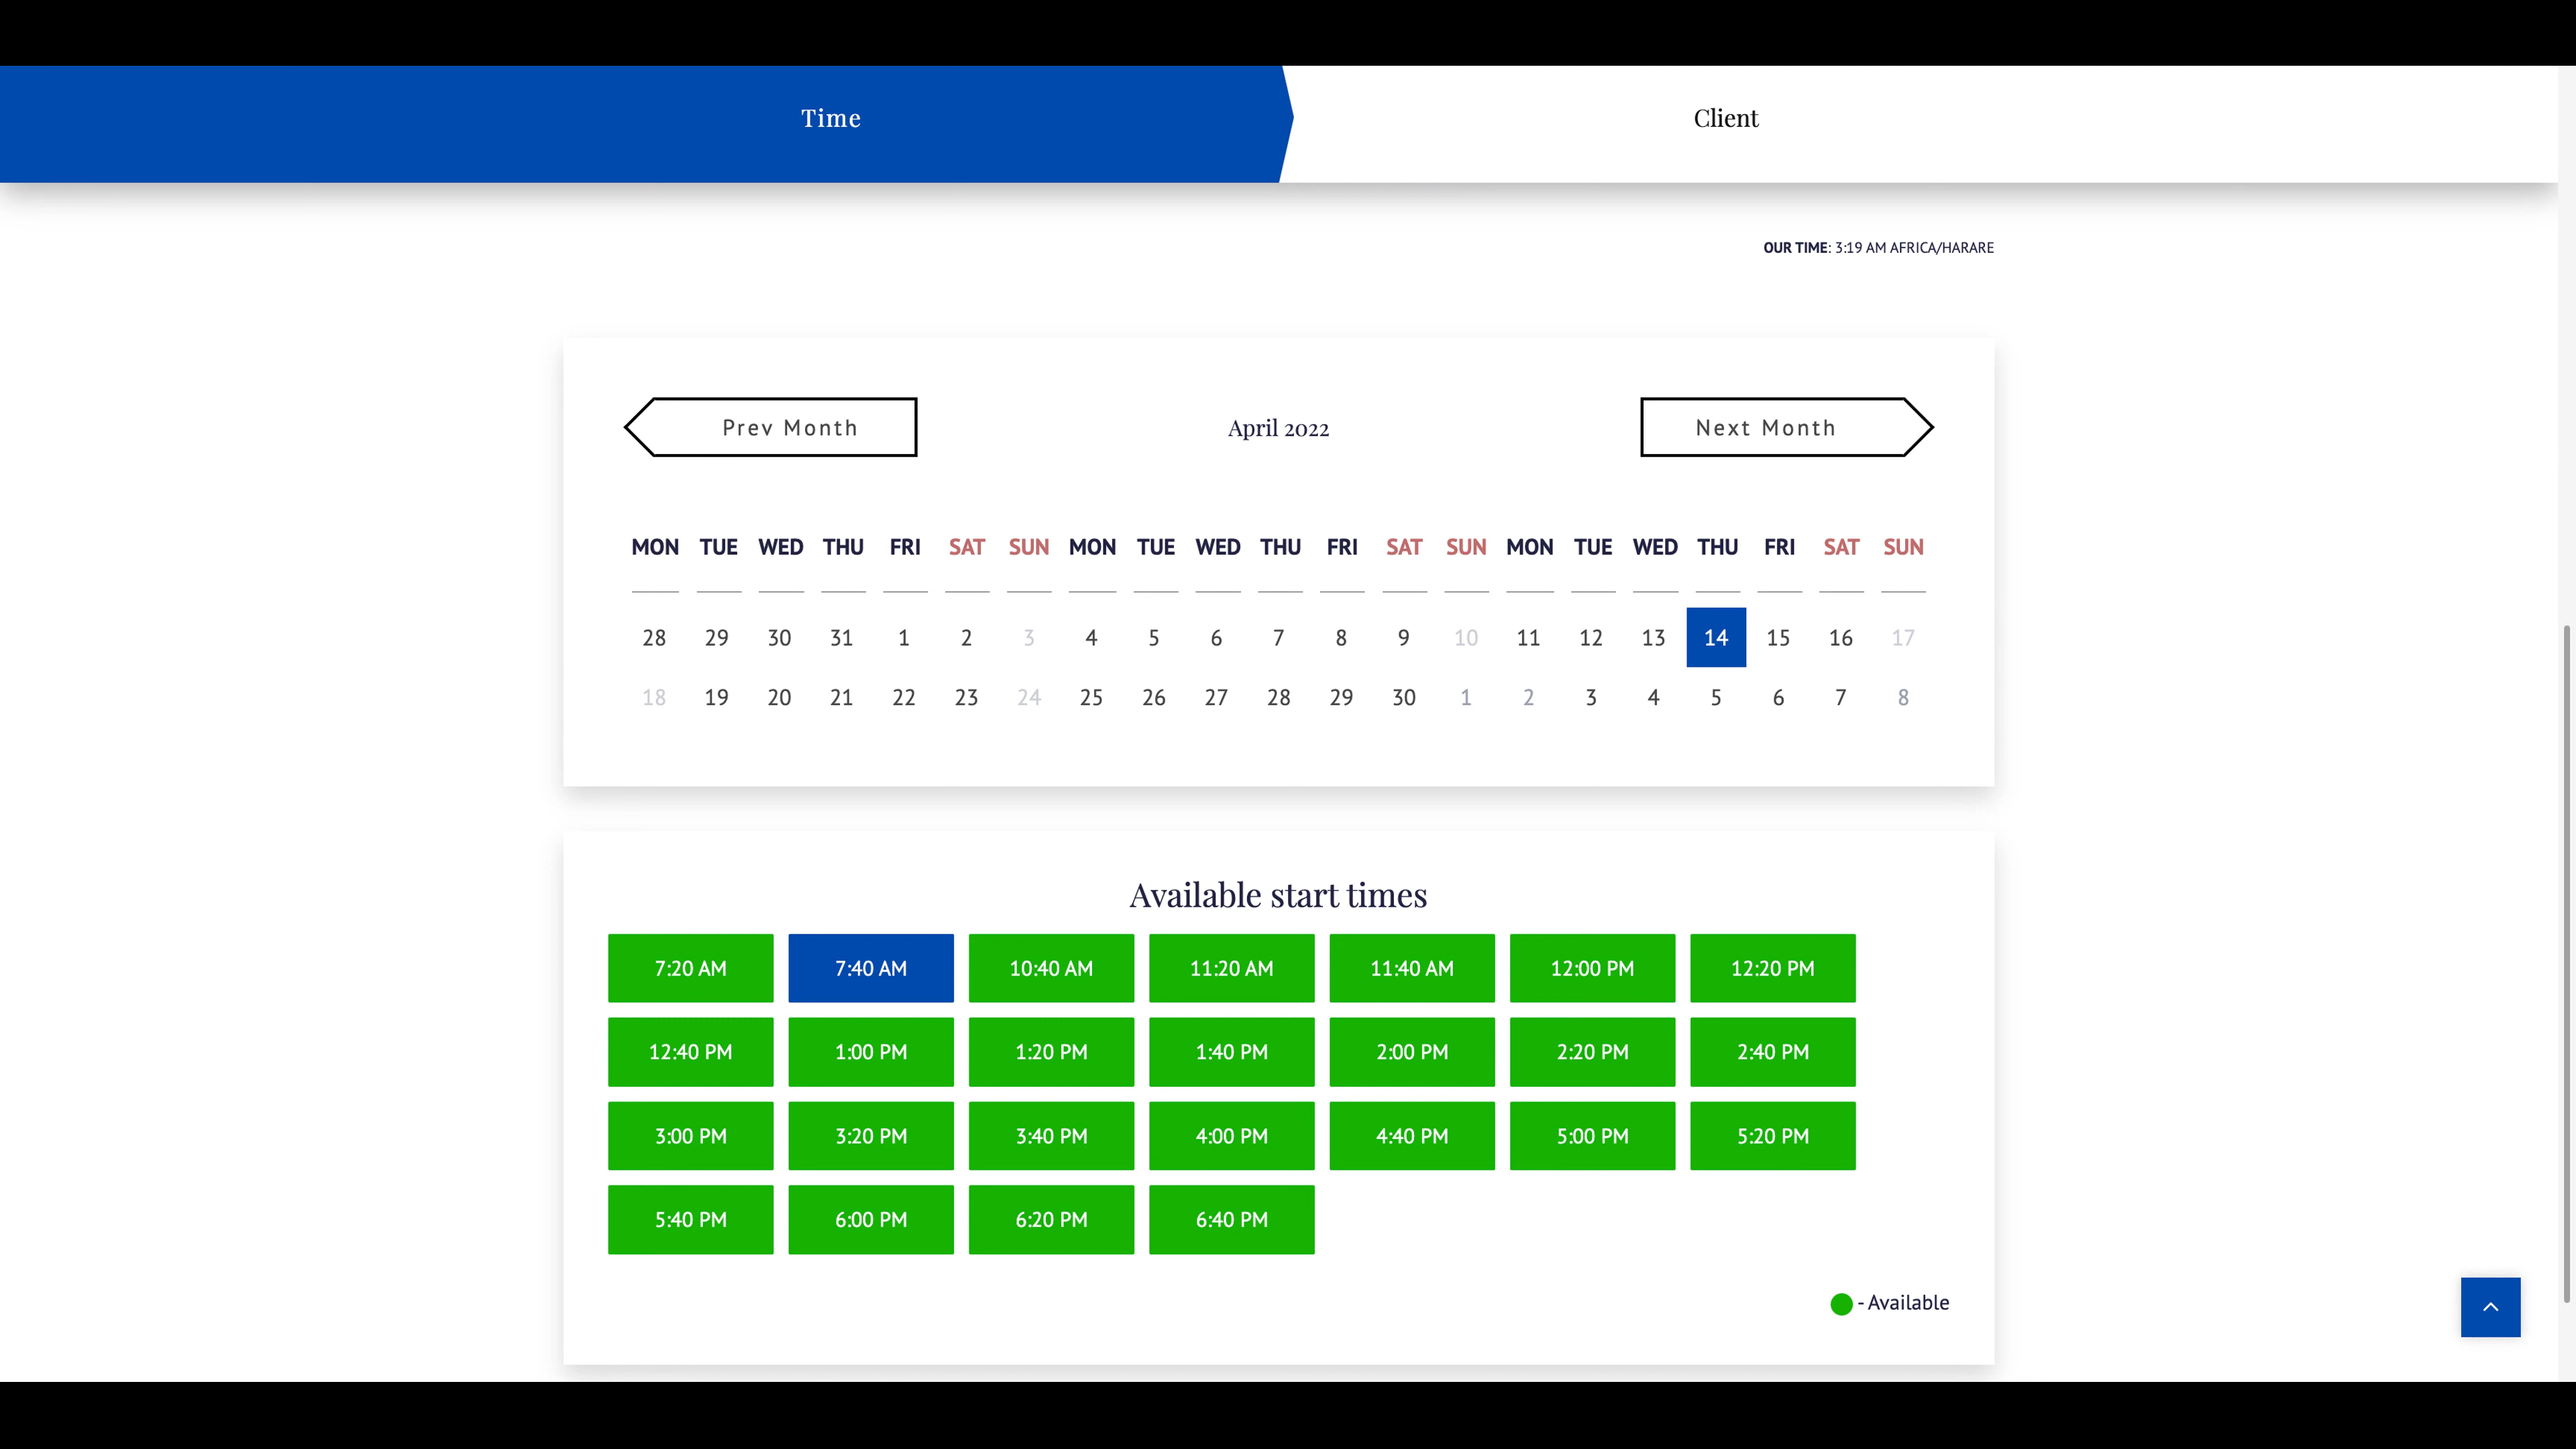 Time Client
OUR TIME: 3:19 AM AFRICA/HARARE
Prev Month April 2022 Next Month
MON TUE WED THU FRI SAT SUN MON TUE WED THU FRI SAT SUN MON TUE WED THU FRI SAT SUN
28 29 30 31 1 2 3 4 5 6 7 8 9 10 11 12 13 14 15 16 17
18 19 20 21 22 23 24 25 26 27 28 29 30 1 2 3 4 5 6 7 8
Available start times
7:20 AM 7:40 AM 10:40 AM 11:20 AM 11:40 AM 12:00 PM 12:20 PM
12:40 PM 1:00 PM 1:20 PM 1:40 PM 2:00 PM 2:20 PM 2:40 PM
3:00 PM 3:20 PM 3:40 PM 4:00 PM 4:40 PM 5:00 PM 5:20 PM
5:40 PM 6:00 PM 6:20 PM 6:40 PM
- Available